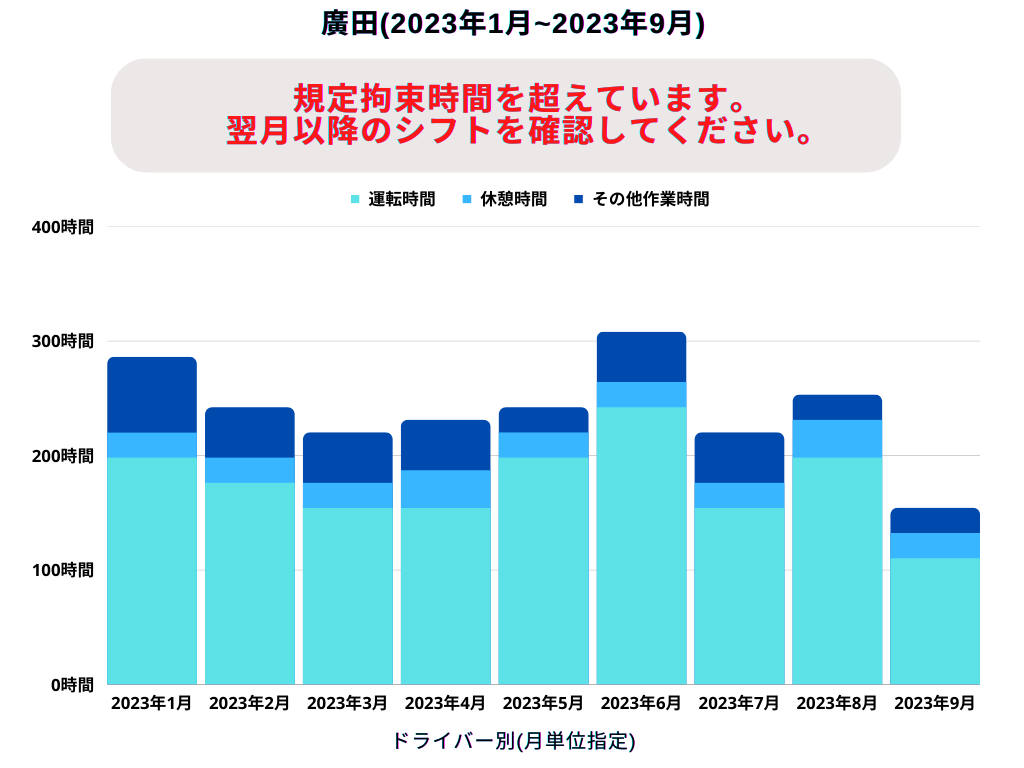 廣田(2023年1月~2023年9月)
規定拘束時間を超えています。
翌月以降のシフトを確認してください。
運転時間 休憩時間 その他作業時間
400時間
300時間
200時間
100時間
0時間
2023年1月 2023年2月 2023年3月 2023年4月 2023年5月 2023年6月 2023年7月 2023年8月 2023年9月
ドライバー別(月単位指定)